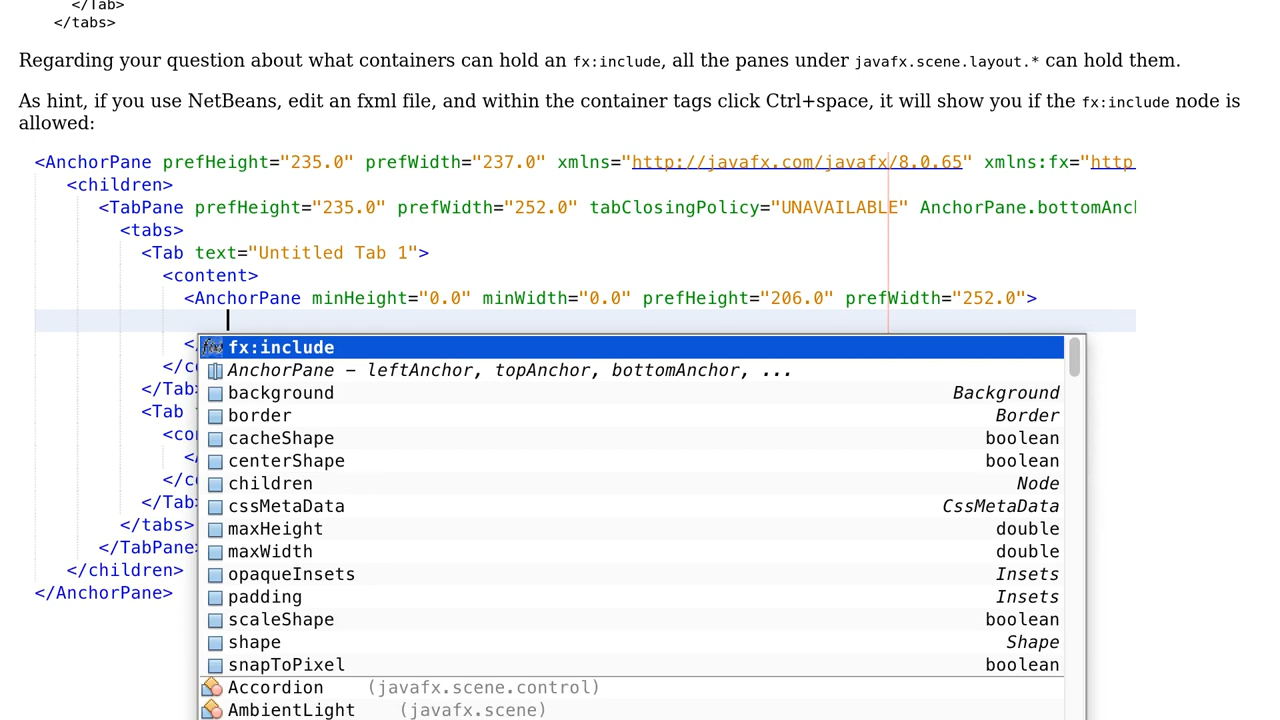 </Tab>
</tabs>
Regarding your question about what containers can hold an fx:include, all the panes under javafx.scene.layout.* can hold them.
As hint, if you use NetBeans, edit an fxml file, and within the container tags click Ctrl+space, it will show you if the fx:include node is
allowed:
<AnchorPane prefHeight="235.0" prefWidth="237.0" xmlns="http://javafx.com/javafx/8.0.65" xmlns:fx="http
<children>
<TabPane prefHeight="235.0" prefWidth="252.0" tabClosingPolicy="UNAVAILABLE" AnchorPane.bottomAncl
<tabs>
<Tab text="Untitled Tab 1">
<content>
<AnchorPane minHeight="0.0" minWidth="0.0" prefHeight="206.0" prefWidth="252.0">
fx:include
</
AnchorPane – leftAnchor, topAnchor, bottomAnchor, ...
</co
background Background
</Tab
border Border
<Tab
cacheShape boolean
<co
centerShape boolean
</
children Node
</co
cssMetaData CssMetaData
</Tab
maxHeight double
</tabs>
maxWidth double
</TabPane>
opaqueInsets Insets
</children>
padding Insets
</AnchorPane>
scaleShape boolean
shape Shape
snapToPixel boolean
Accordion (javafx.scene.control)
AmbientLight (javafx.scene)